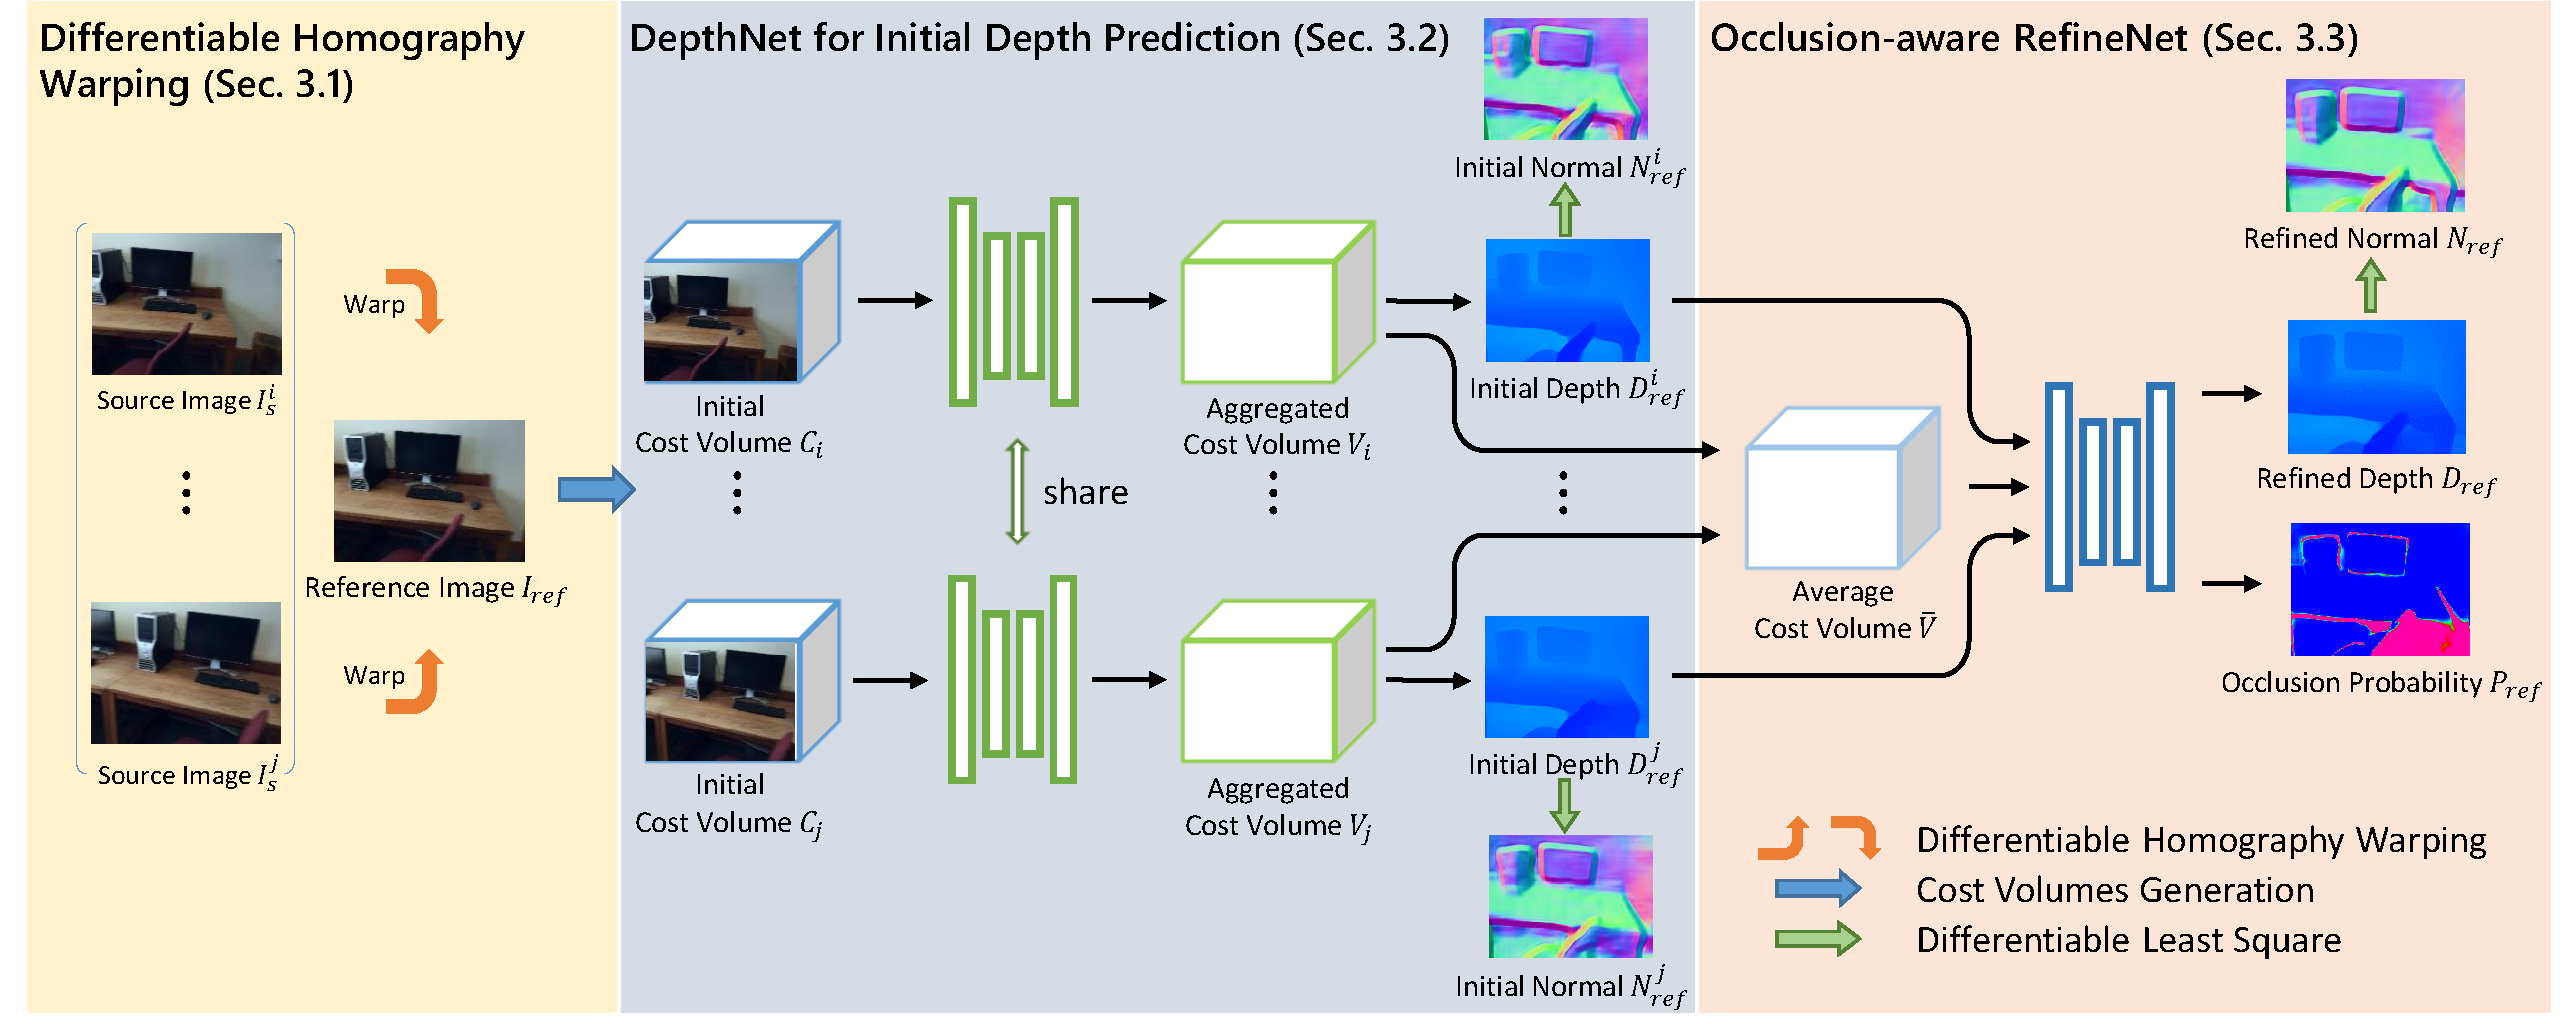 Differentiable Homography
Warping (Sec. 3.1)
Warp
Source Image $I_s^i$
Reference Image $I_{ref}$
Warp
Source Image $I_s^j$
DepthNet for Initial Depth Prediction (Sec. 3.2)
Initial Normal $N_{ref}^i$
Initial
Cost Volume $C_i$
Aggregated
Cost Volume $V_i$
Initial Depth $D_{ref}^i$
share
Initial
Cost Volume $C_j$
Aggregated
Cost Volume $V_j$
Initial Depth $D_{ref}^j$
Initial Normal $N_{ref}^j$
Occlusion-aware RefineNet (Sec. 3.3)
Refined Normal $N_{ref}$
Refined Depth $D_{ref}$
Average
Cost Volume $\bar{V}$
Occlusion Probability $P_{ref}$
Differentiable Homography Warping
Cost Volumes Generation
Differentiable Least Square